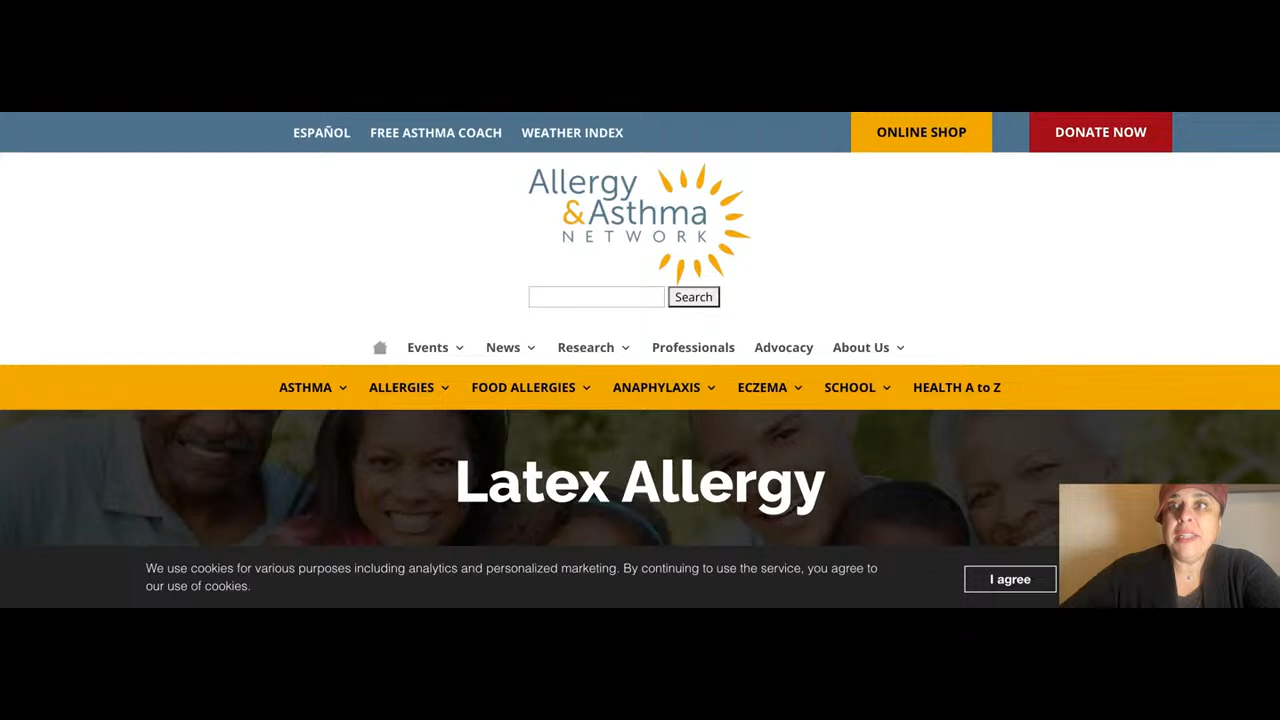 ESPAÑOL FREE ASTHMA COACH WEATHER INDEX ONLINE SHOP DONATE NOW
Allergy
&Asthma
NETWORK
Search
Events News Research Professionals Advocacy About Us
ASTHMA ALLERGIES FOOD ALLERGIES ANAPHYLAXIS ECZEMA SCHOOL HEALTH A to Z
Latex Allergy
We use cookies for various purposes including analytics and personalized marketing. By continuing to use the service, you agree to
our use of cookies.
I agree